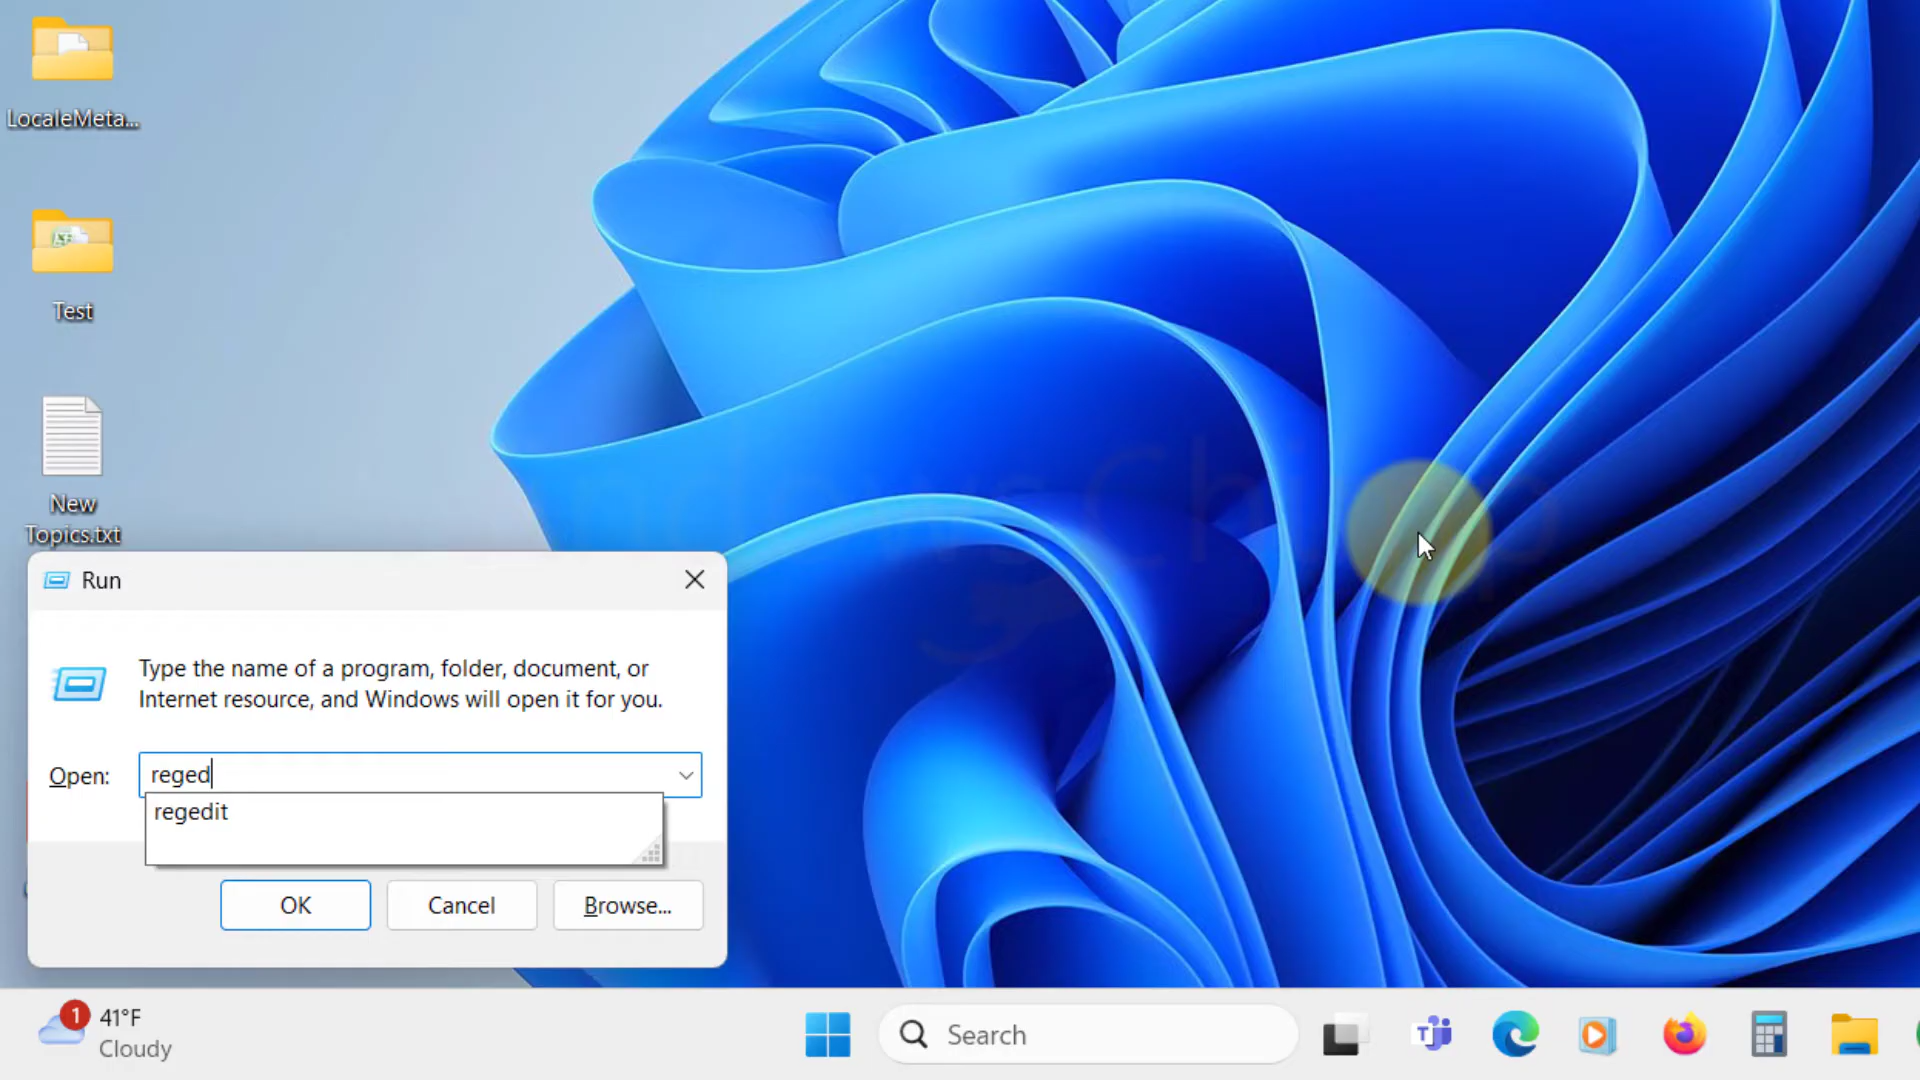 LocaleMeta...
Test
New
Topics.txt
Run
Type the name of a program, folder, document, or
Internet resource, and Windows will open it for you.
Open:
reged
regedit
OK
Cancel
Browse...
1
41°F
Cloudy
Search